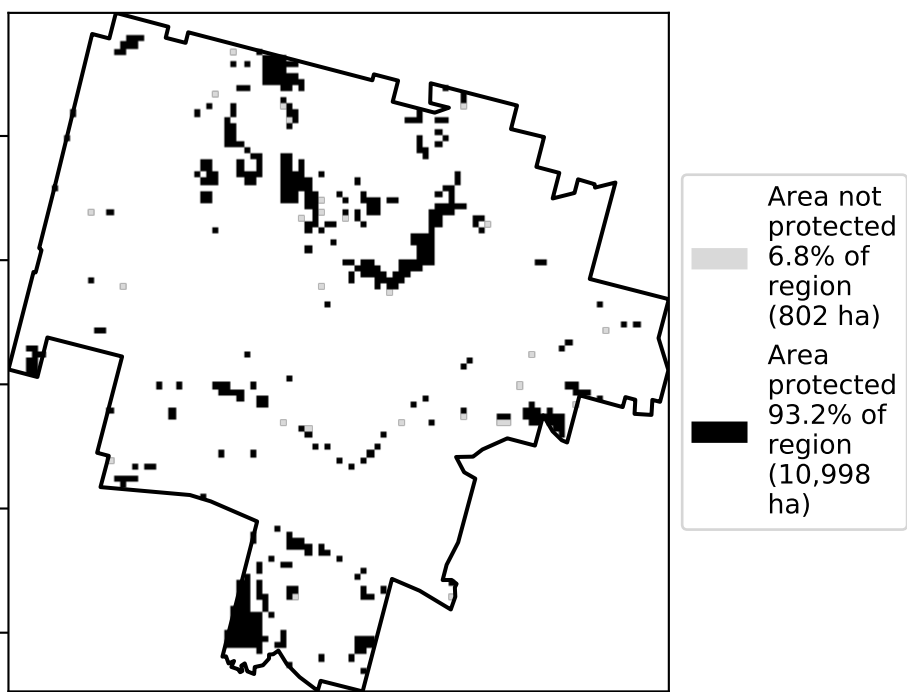 Area not
protected
6.8% of
region
(802 ha)
Area
protected
93.2% of
region
(10,998
ha)